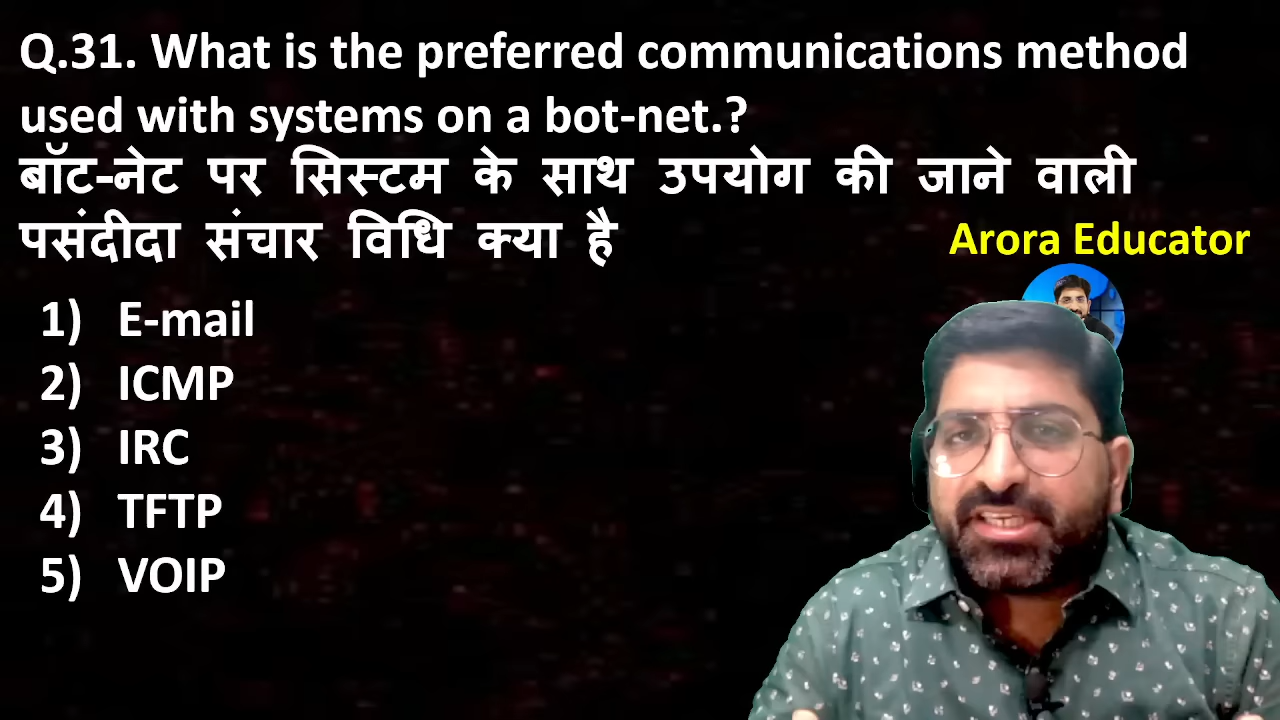 Q.31. What is the preferred communications method
used with systems on a bot-net.?
बॉट-नेट पर सिस्टम के साथ उपयोग की जाने वाली
पसंदीदा संचार विधि क्या है
Arora Educator
1) E-mail
2) ICMP
3) IRC
4) TFTP
5) VOIP